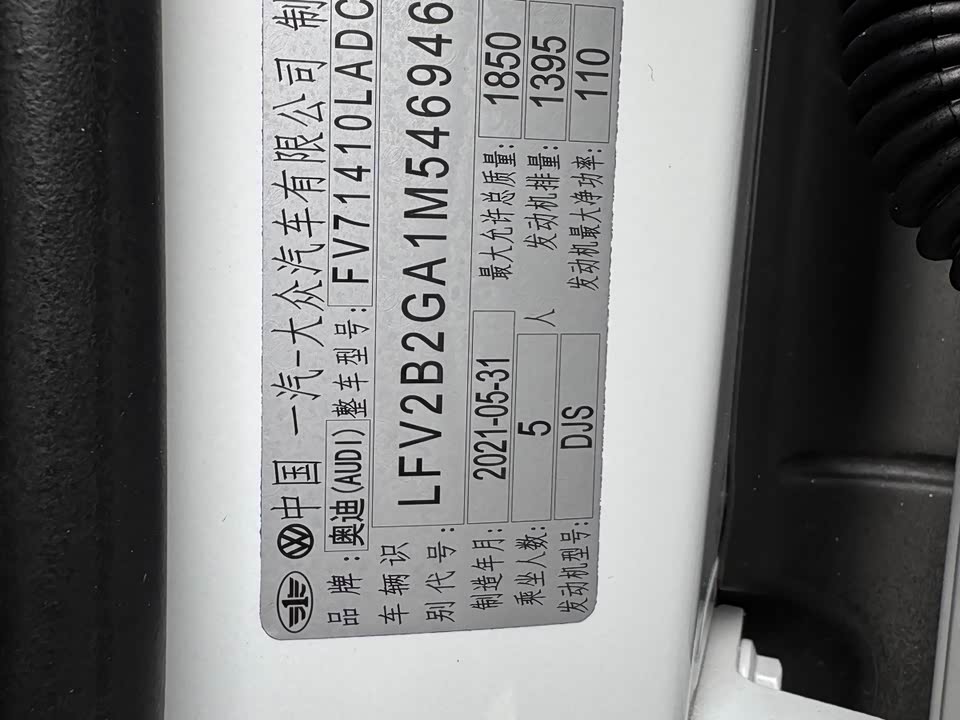 中国 一汽-大众汽车有限公司 制
品牌:奥迪(AUDI) 整车型号:FV71410LADC
车辆识别代号: LFV2B2GA1M546946
制造年月: 2021-05-31 最大允许总质量: 1850
乘坐人数: 5 人 发动机排量: 1395
发动机型号: DJS 发动机最大净功率: 110